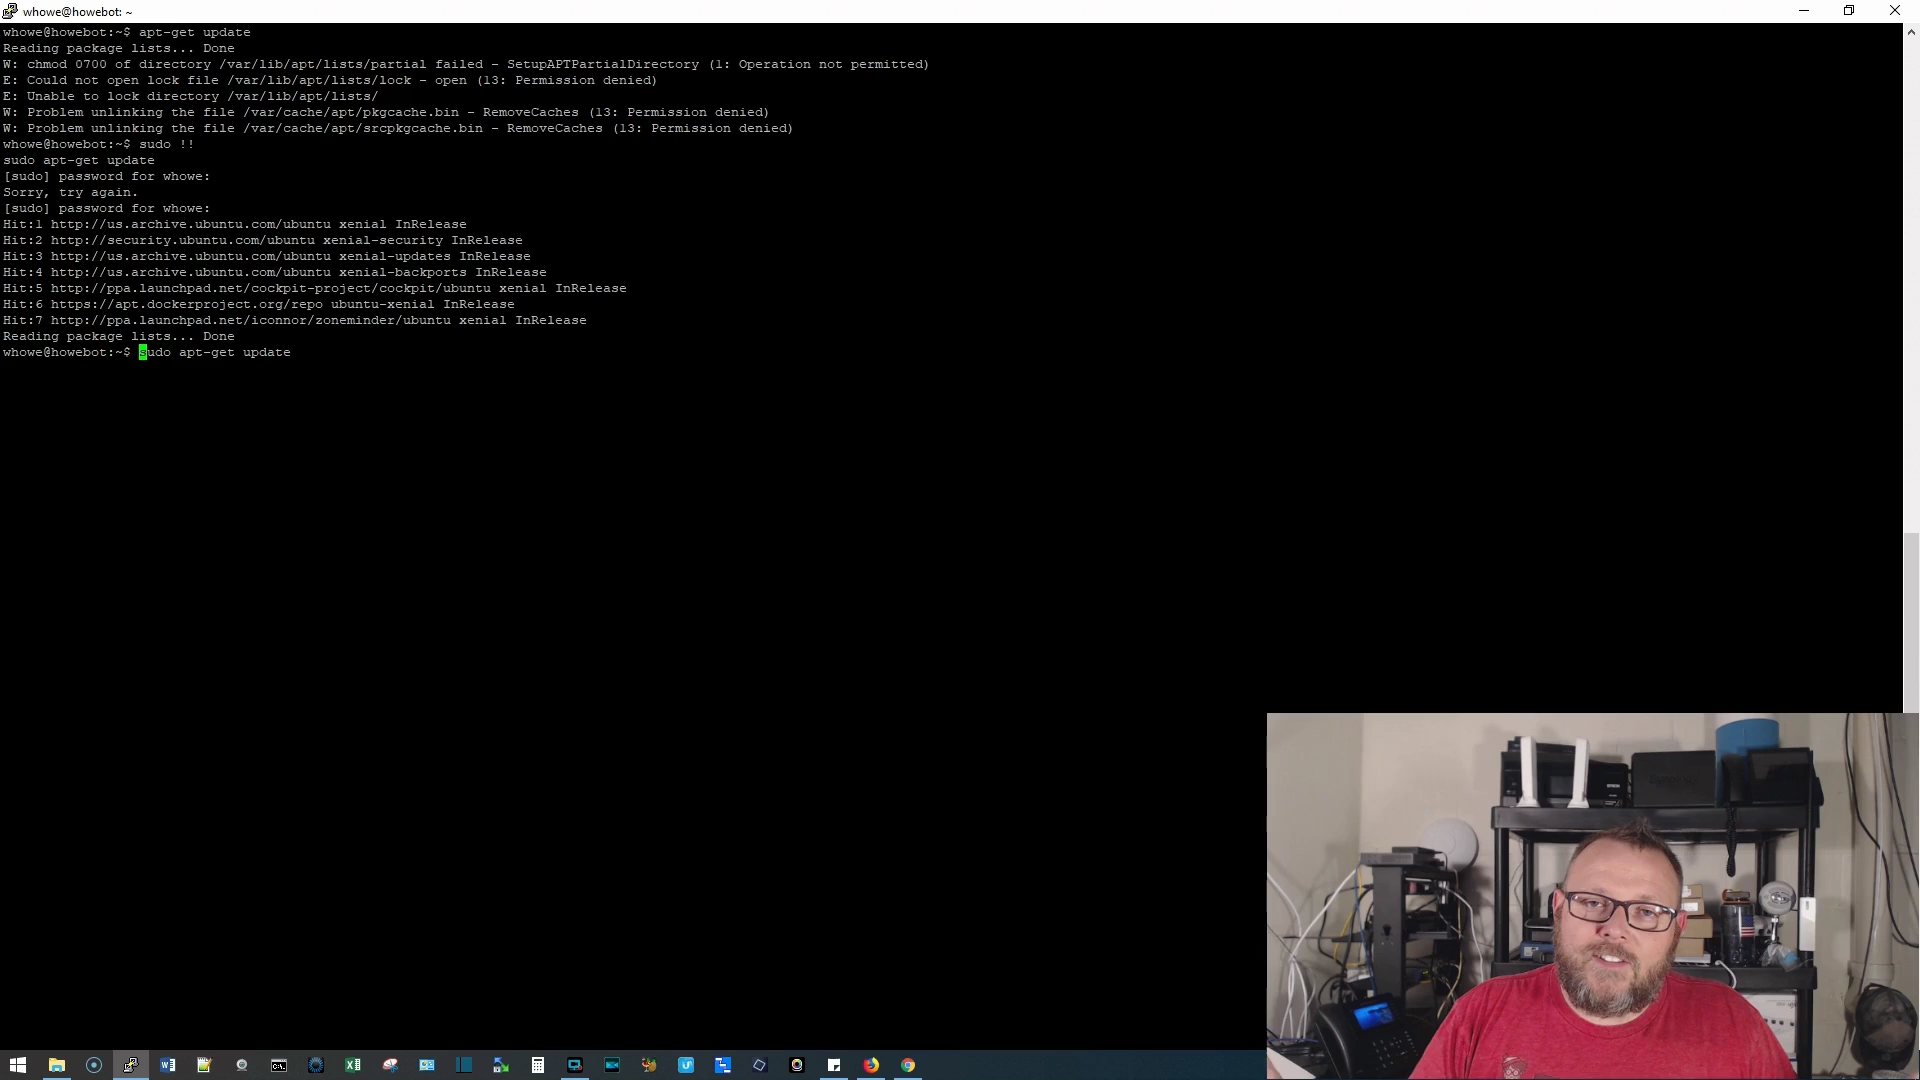 whowe@howebot: ~
whowe@howebot:~$ apt-get update
Reading package lists... Done
W: chmod 0700 of directory /var/lib/apt/lists/partial failed - SetupAPTPartialDirectory (1: Operation not permitted)
E: Could not open lock file /var/lib/apt/lists/lock - open (13: Permission denied)
E: Unable to lock directory /var/lib/apt/lists/
W: Problem unlinking the file /var/cache/apt/pkgcache.bin - RemoveCaches (13: Permission denied)
W: Problem unlinking the file /var/cache/apt/srcpkgcache.bin - RemoveCaches (13: Permission denied)
whowe@howebot:~$ sudo !!
sudo apt-get update
[sudo] password for whowe:
Sorry, try again.
[sudo] password for whowe:
Hit:1 http://us.archive.ubuntu.com/ubuntu xenial InRelease
Hit:2 http://security.ubuntu.com/ubuntu xenial-security InRelease
Hit:3 http://us.archive.ubuntu.com/ubuntu xenial-updates InRelease
Hit:4 http://us.archive.ubuntu.com/ubuntu xenial-backports InRelease
Hit:5 http://ppa.launchpad.net/cockpit-project/cockpit/ubuntu xenial InRelease
Hit:6 https://apt.dockerproject.org/repo ubuntu-xenial InRelease
Hit:7 http://ppa.launchpad.net/iconnor/zoneminder/ubuntu xenial InRelease
Reading package lists... Done
whowe@howebot:~$ sudo apt-get update